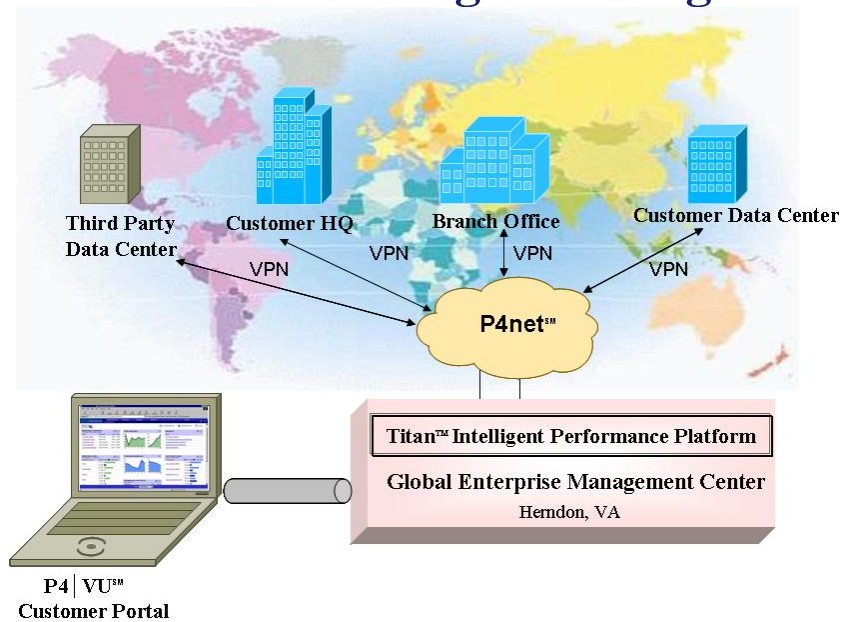 Third Party
Data Center
Customer HQ
Branch Office
Customer Data Center
VPN
VPN
VPN
VPN
P4net℠
Titan™ Intelligent Performance Platform
Global Enterprise Management Center
Herndon, VA
P4│VU℠
Customer Portal